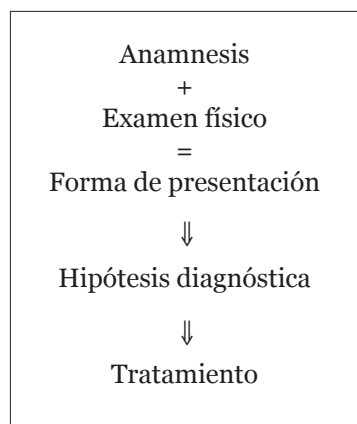 Anamnesis
+
Examen físico
=
Forma de presentación
⇓
Hipótesis diagnóstica
⇓
Tratamiento